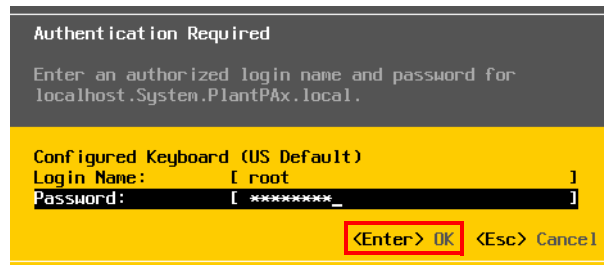 Authentication Required
Enter an authorized login name and password for
localhost.System.PlantPAx.local.
Configured Keyboard (US Default)
Login Name: [ root ]
Password: [ ********_ ]
<Enter> OK <Esc> Cancel